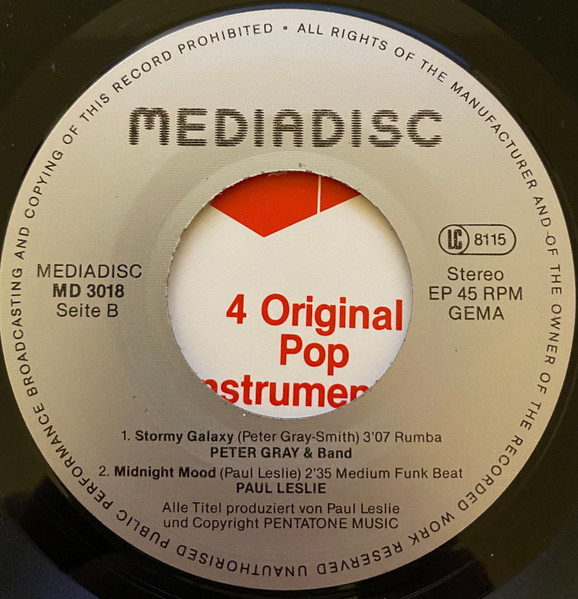 ALL RIGHTS OF THE MANUFACTURER AND OF THE OWNER OF THE RECORDED WORK RESERVED UNAUTHORISED PUBLIC PERFORMANCE BROADCASTING AND COPYING OF THIS RECORD PROHIBITED •
MEDIADISC
MEDIADISC
MD 3018
Seite B
LC 8115
Stereo
EP 45 RPM
GEMA
4 Original
Pop
nstrumen
1. Stormy Galaxy (Peter Gray-Smith) 3'07 Rumba
PETER GRAY & Band
2. Midnight Mood (Paul Leslie) 2'35 Medium Funk Beat
PAUL LESLIE
Alle Titel produziert von Paul Leslie
und Copyright PENTATONE MUSIC